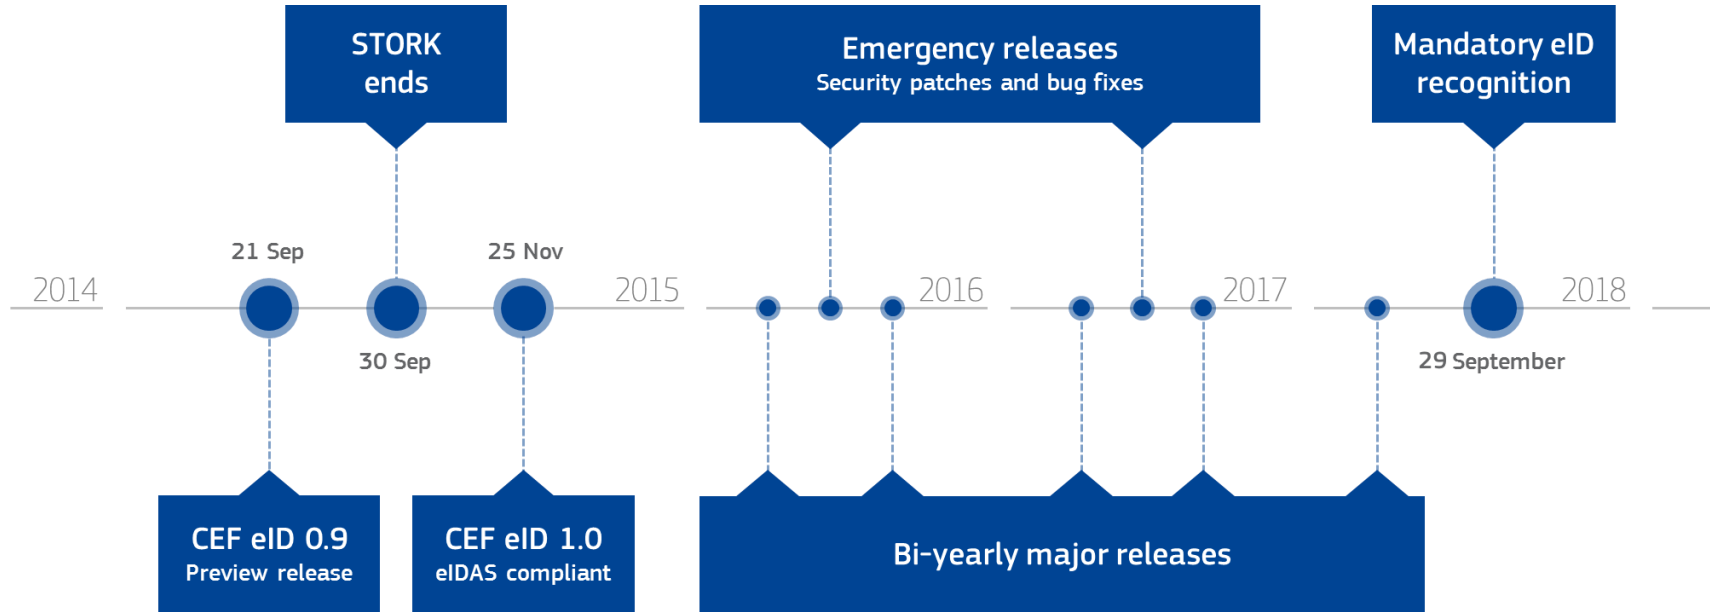 STORK
ends
Emergency releases
Security patches and bug fixes
Mandatory eID
recognition
21 Sep
25 Nov
2014
2015
2016
2017
2018
30 Sep
29 September
CEF eID 0.9
Preview release
CEF eID 1.0
eIDAS compliant
Bi-yearly major releases